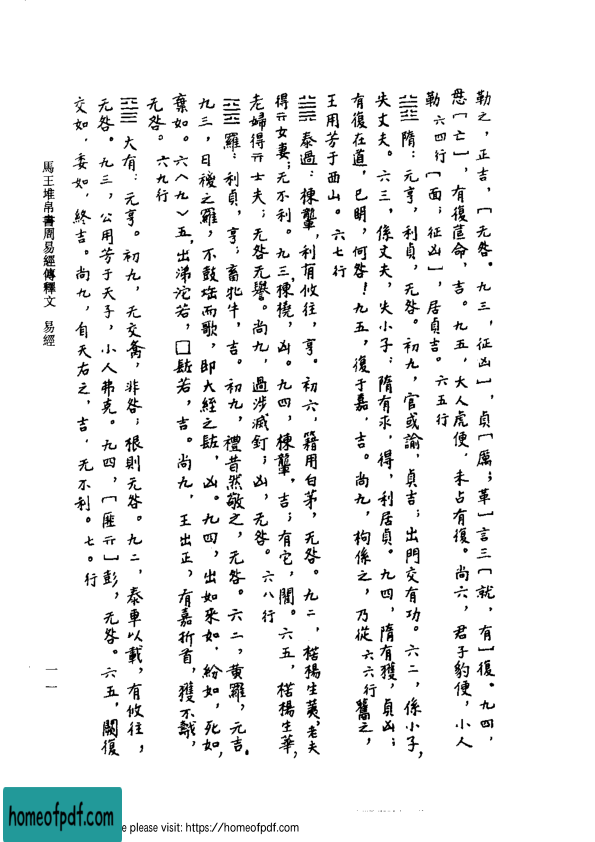 勒之，正吉，〔无咎。九三，征凶〕，貞〔厲；革〕言三〔就，有〕復。九四，
〔亡〕，有復茝命，吉。九五，大人虎便，未占有復。尚六，君子豹便，小人
勒〔面；征凶〕，居貞吉。六五行
隋：元亨，利貞，无咎。初九，官或諭，貞吉；出門交有功。六二，係小子，
失丈夫。六三，係丈夫，失小子；隋有求，得，利居貞。九四，隋有獲，貞凶；
有復在道，已明，何咎！九五，復于嘉，吉。尚九，枸係之，乃從六六行之，
王用芳于西山。六七行
泰過：棟，利有攸往，亨。初六，籍用白茅，无咎。九二，楛楊生荑，老夫
得亓女妻；无不利。九三，棟橈，凶。九四，棟，吉；有它，閵。六五，楛楊生華，
老婦得亓士夫；无咎无譽。尚九，過涉滅釘；凶，无咎。六八行
羅：利貞，亨；畜牝牛，吉。初九，禮昔然敬之，无咎。六二，黃羅，元吉。
九三，日㮂之羅，不鼓而歌，即大絰之，凶。九四，出如來如，紛如，死如，
棄如。六〈九〉五，出涕沱若，□若，吉。尚九，王出正，有嘉折首，獲不，
无咎。六九行
大有：元亨。初九，无交禽，非咎；根則无咎。九二，泰車以載，有攸往，
无咎。九三，公用芳于天子，小人弗克。九四，〔匪亓〕彭，无咎。六五，闕復
交如，委如，終吉。尚九，自天右之，吉，无不利。七〇行
馬王堆帛書周易經傳釋文　易經
一一
homeofpdf.com
e please visit: https://homeofpdf.com